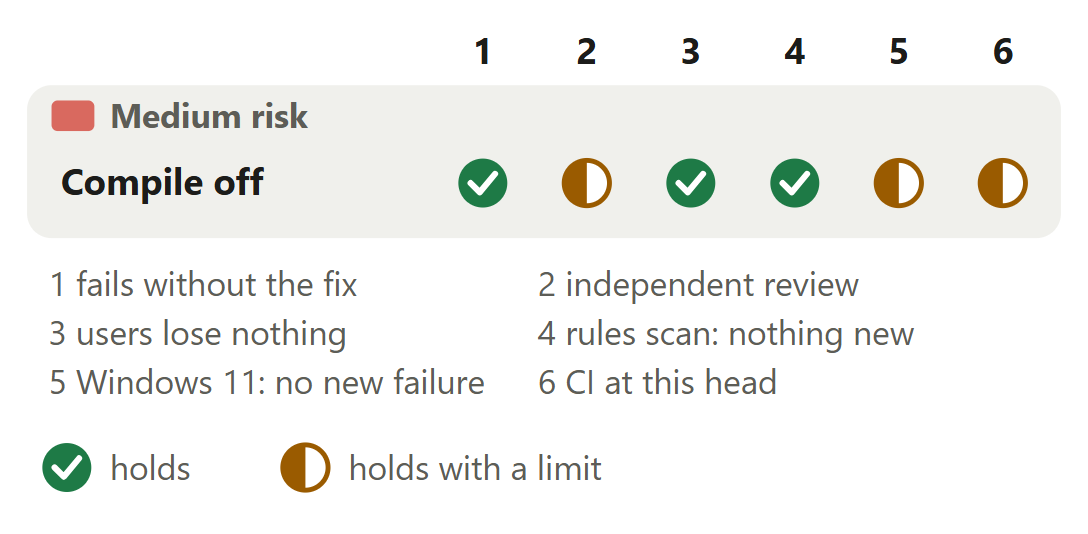 1 2 3 4 5 6
Medium risk
Compile off
1 fails without the fix
2 independent review
3 users lose nothing
4 rules scan: nothing new
5 Windows 11: no new failure
6 CI at this head
holds
holds with a limit